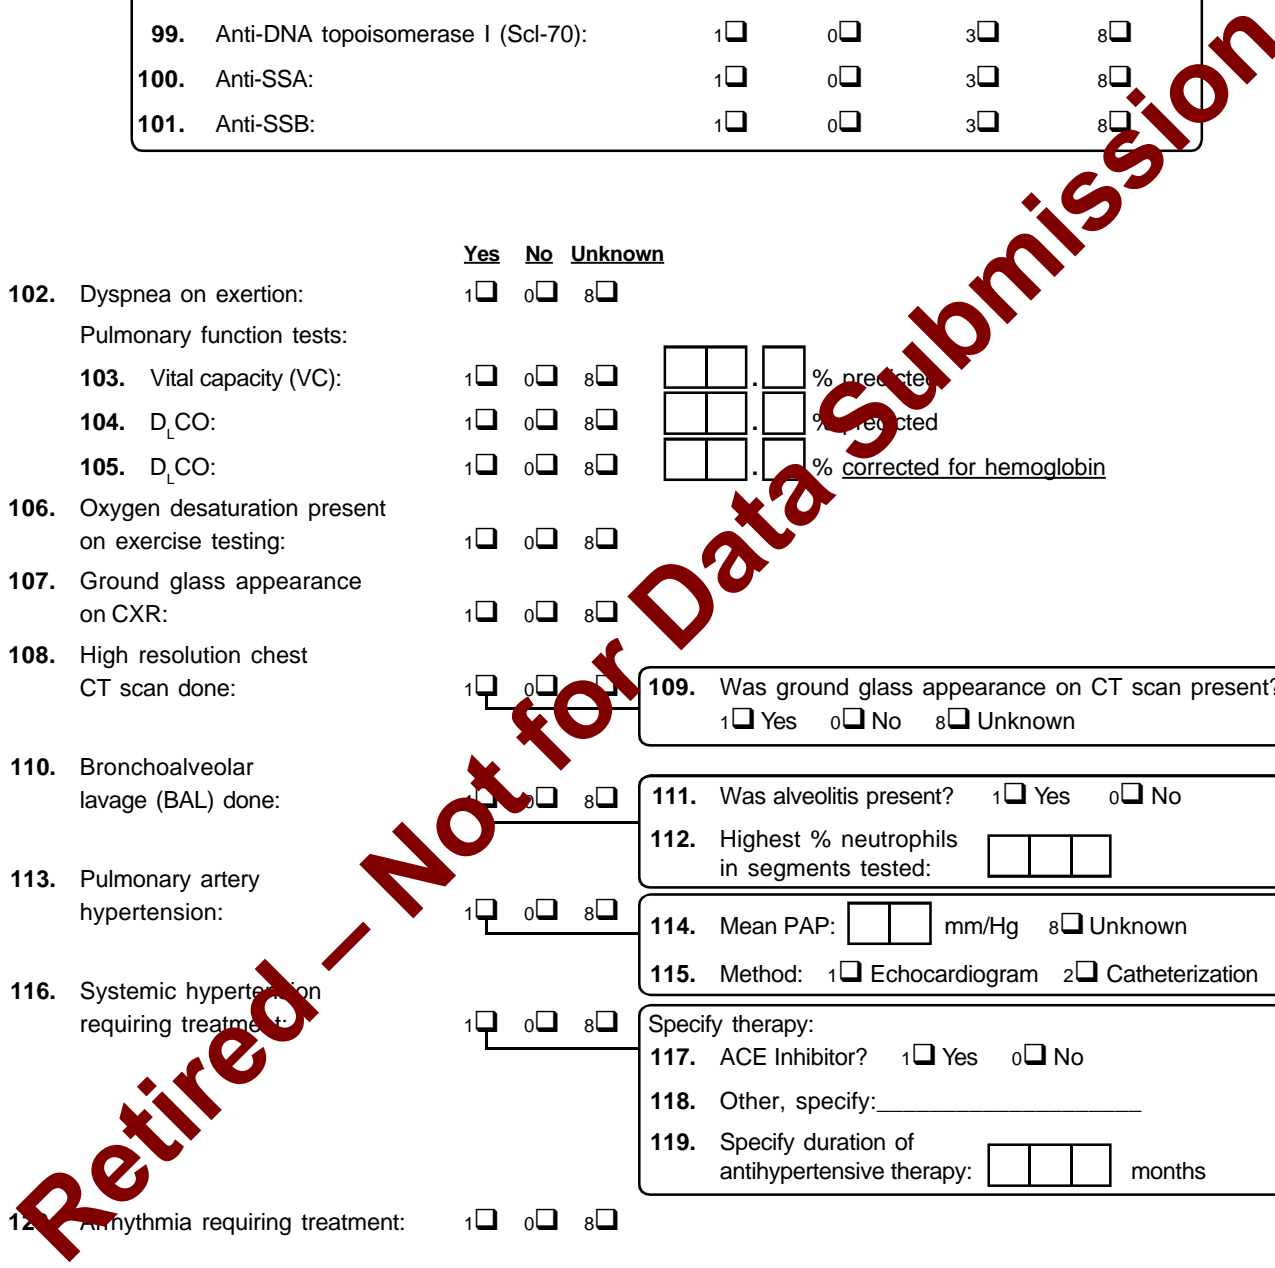 99. Anti-DNA topoisomerase I (Scl-70): 1❏ 0❏ 3❏ 8❏
100. Anti-SSA: 1❏ 0❏ 3❏ 8❏
101. Anti-SSB: 1❏ 0❏ 3❏ 8❏
Yes No Unknown
102. Dyspnea on exertion: 1❏ 0❏ 8❏
Pulmonary function tests:
103. Vital capacity (VC): 1❏ 0❏ 8❏ . % predicted
104. DLCO: 1❏ 0❏ 8❏ . % predicted
105. DLCO: 1❏ 0❏ 8❏ . % corrected for hemoglobin
106. Oxygen desaturation present
on exercise testing: 1❏ 0❏ 8❏
107. Ground glass appearance
on CXR: 1❏ 0❏ 8❏
108. High resolution chest
CT scan done: 1❏ 0❏ ❏
109. Was ground glass appearance on CT scan present?
1❏ Yes 0❏ No 8❏ Unknown
110. Bronchoalveolar
lavage (BAL) done: 1❏ 0❏ 8❏
111. Was alveolitis present? 1❏ Yes 0❏ No
112. Highest % neutrophils
in segments tested:
113. Pulmonary artery
hypertension: 1❏ 0❏ 8❏
114. Mean PAP: mm/Hg 8❏ Unknown
115. Method: 1❏ Echocardiogram 2❏ Catheterization
116. Systemic hypertension
requiring treatment: 1❏ 0❏ 8❏
Specify therapy:
117. ACE Inhibitor? 1❏ Yes 0❏ No
118. Other, specify:______________________
119. Specify duration of
antihypertensive therapy: months
120. Arrhythmia requiring treatment: 1❏ 0❏ 8❏
Retired – Not for Data Submission